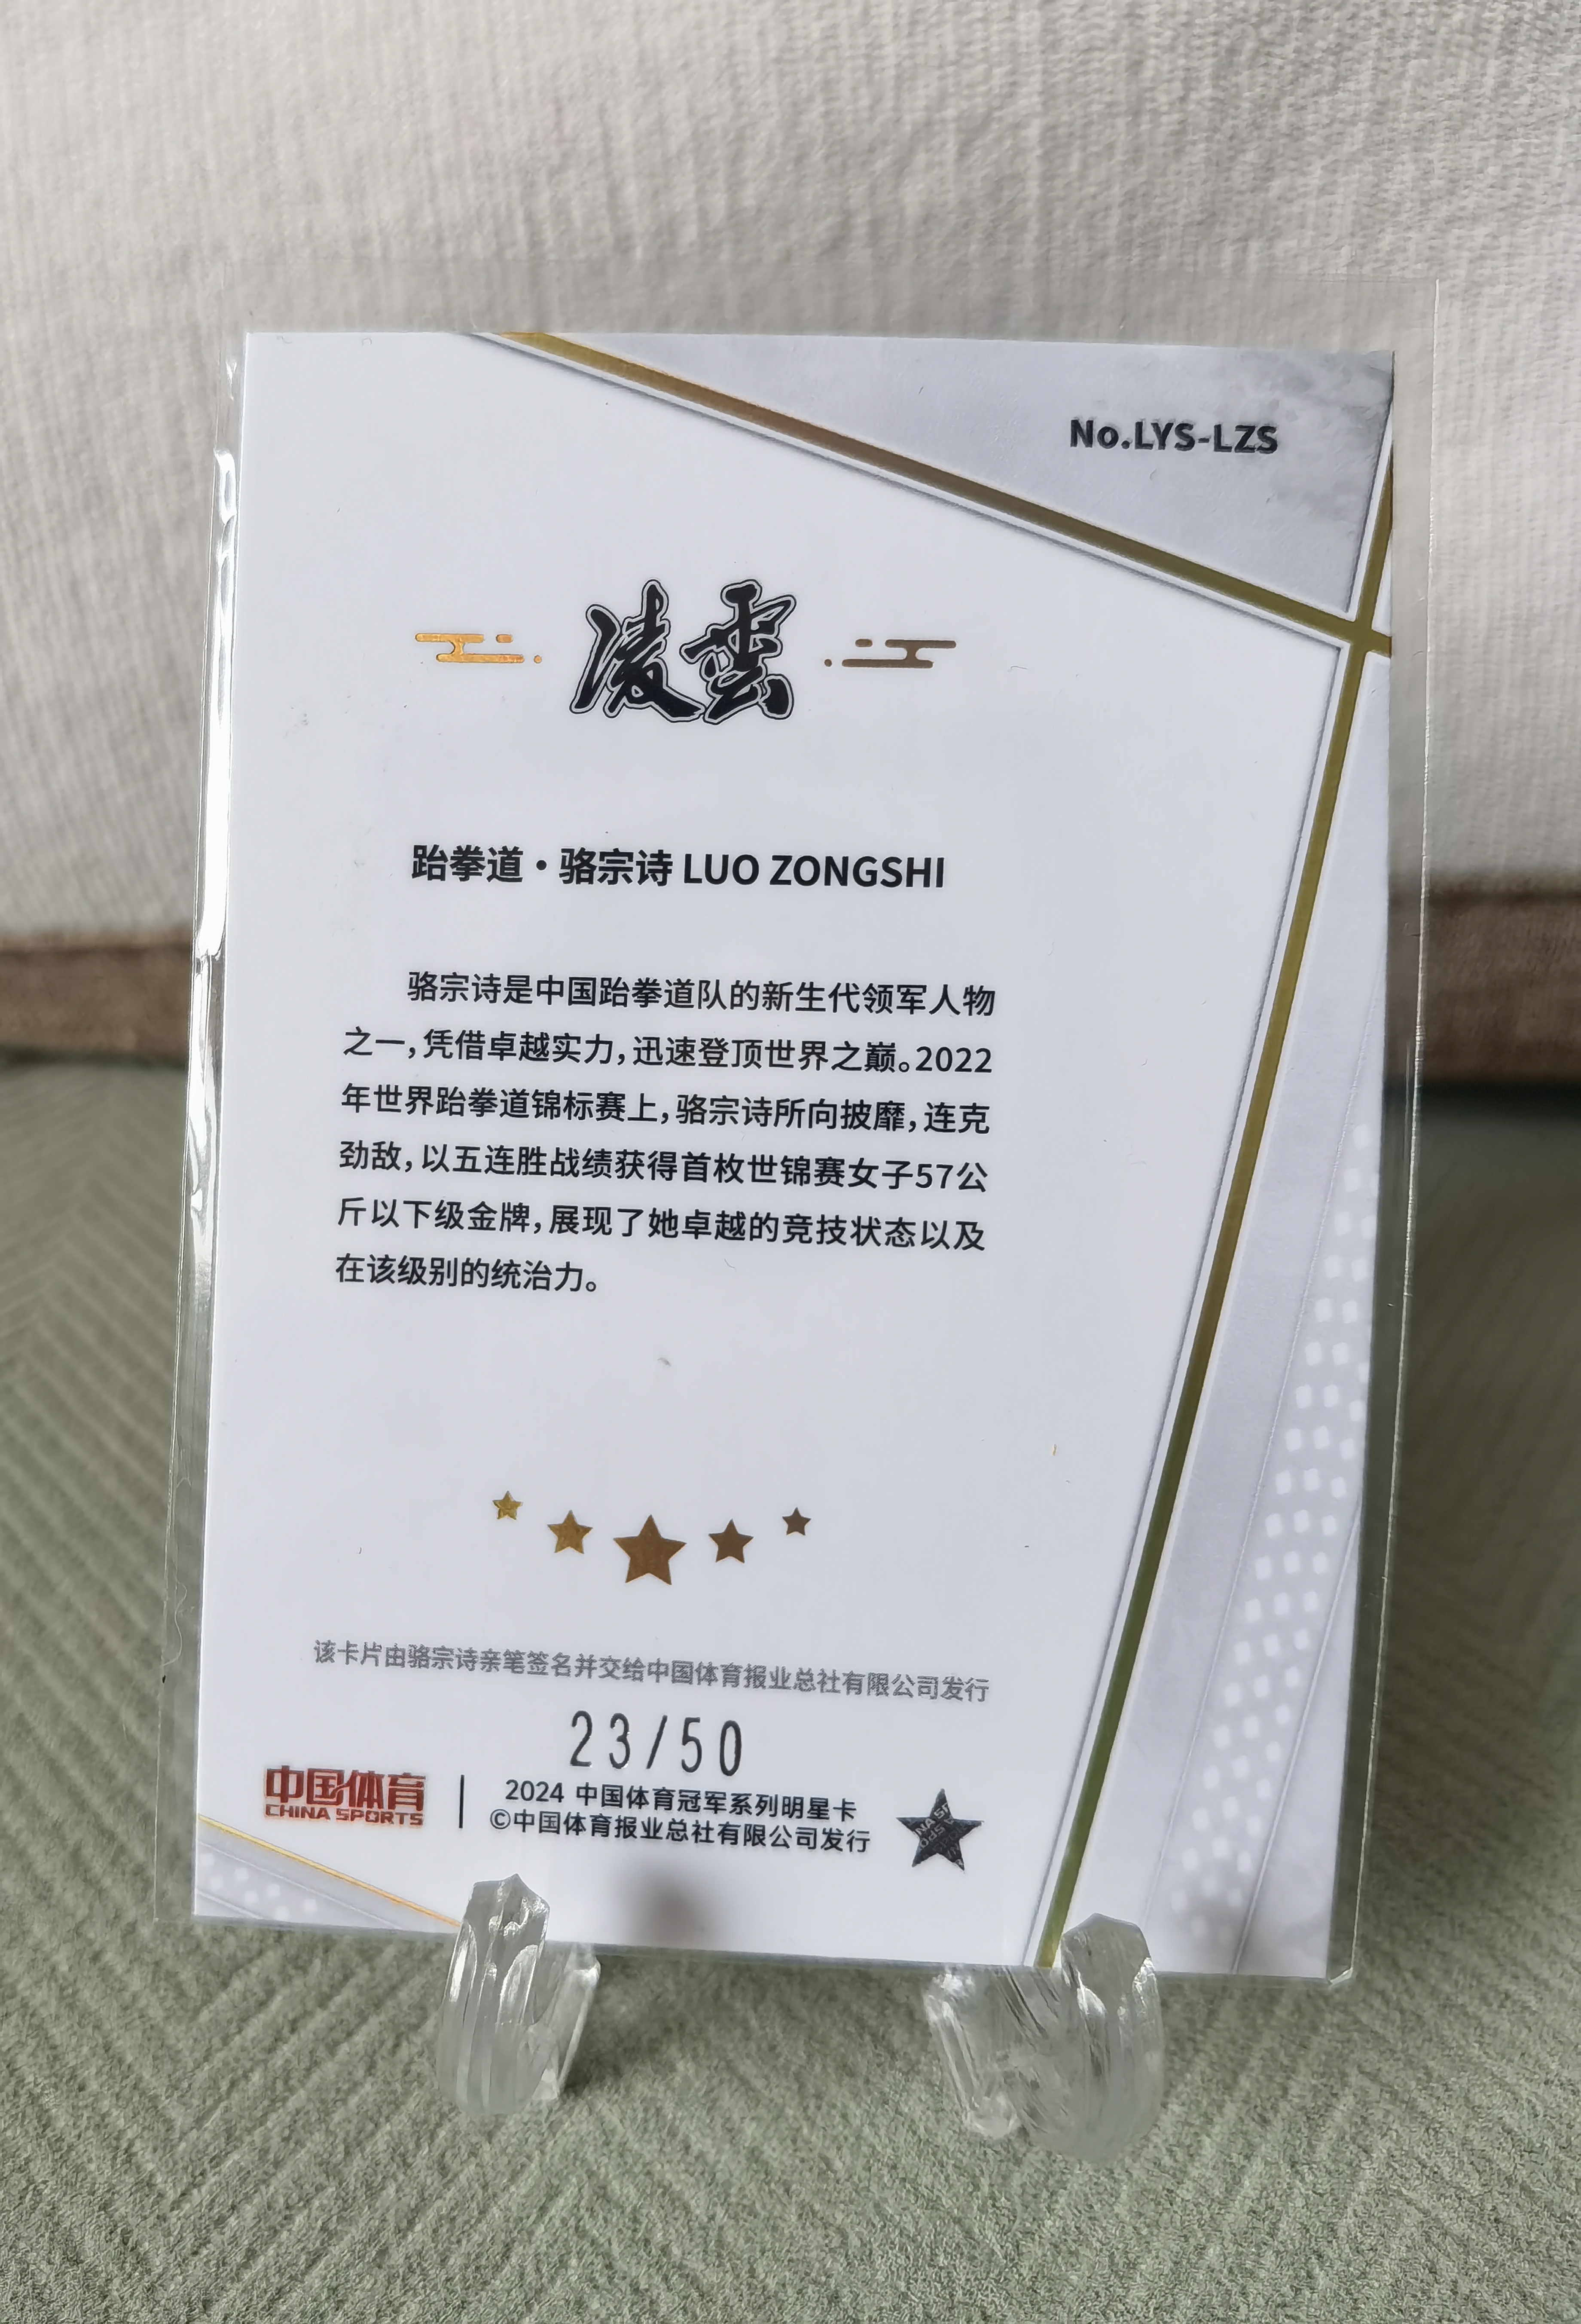 No.LYS-LZS
凌雲
跆拳道·骆宗诗 LUO ZONGSHI
骆宗诗是中国跆拳道队的新生代领军人物
之一，凭借卓越实力，迅速登顶世界之巅。2022
年世界跆拳道锦标赛上，骆宗诗所向披靡，连克
劲敌，以五连胜战绩获得首枚世锦赛女子57公
斤以下级金牌，展现了她卓越的竞技状态以及
在该级别的统治力。
该卡片由骆宗诗亲笔签名并交给中国体育报业总社有限公司发行
23/50
中国体育
CHINA SPORTS
2024 中国体育冠军系列明星卡
©中国体育报业总社有限公司发行